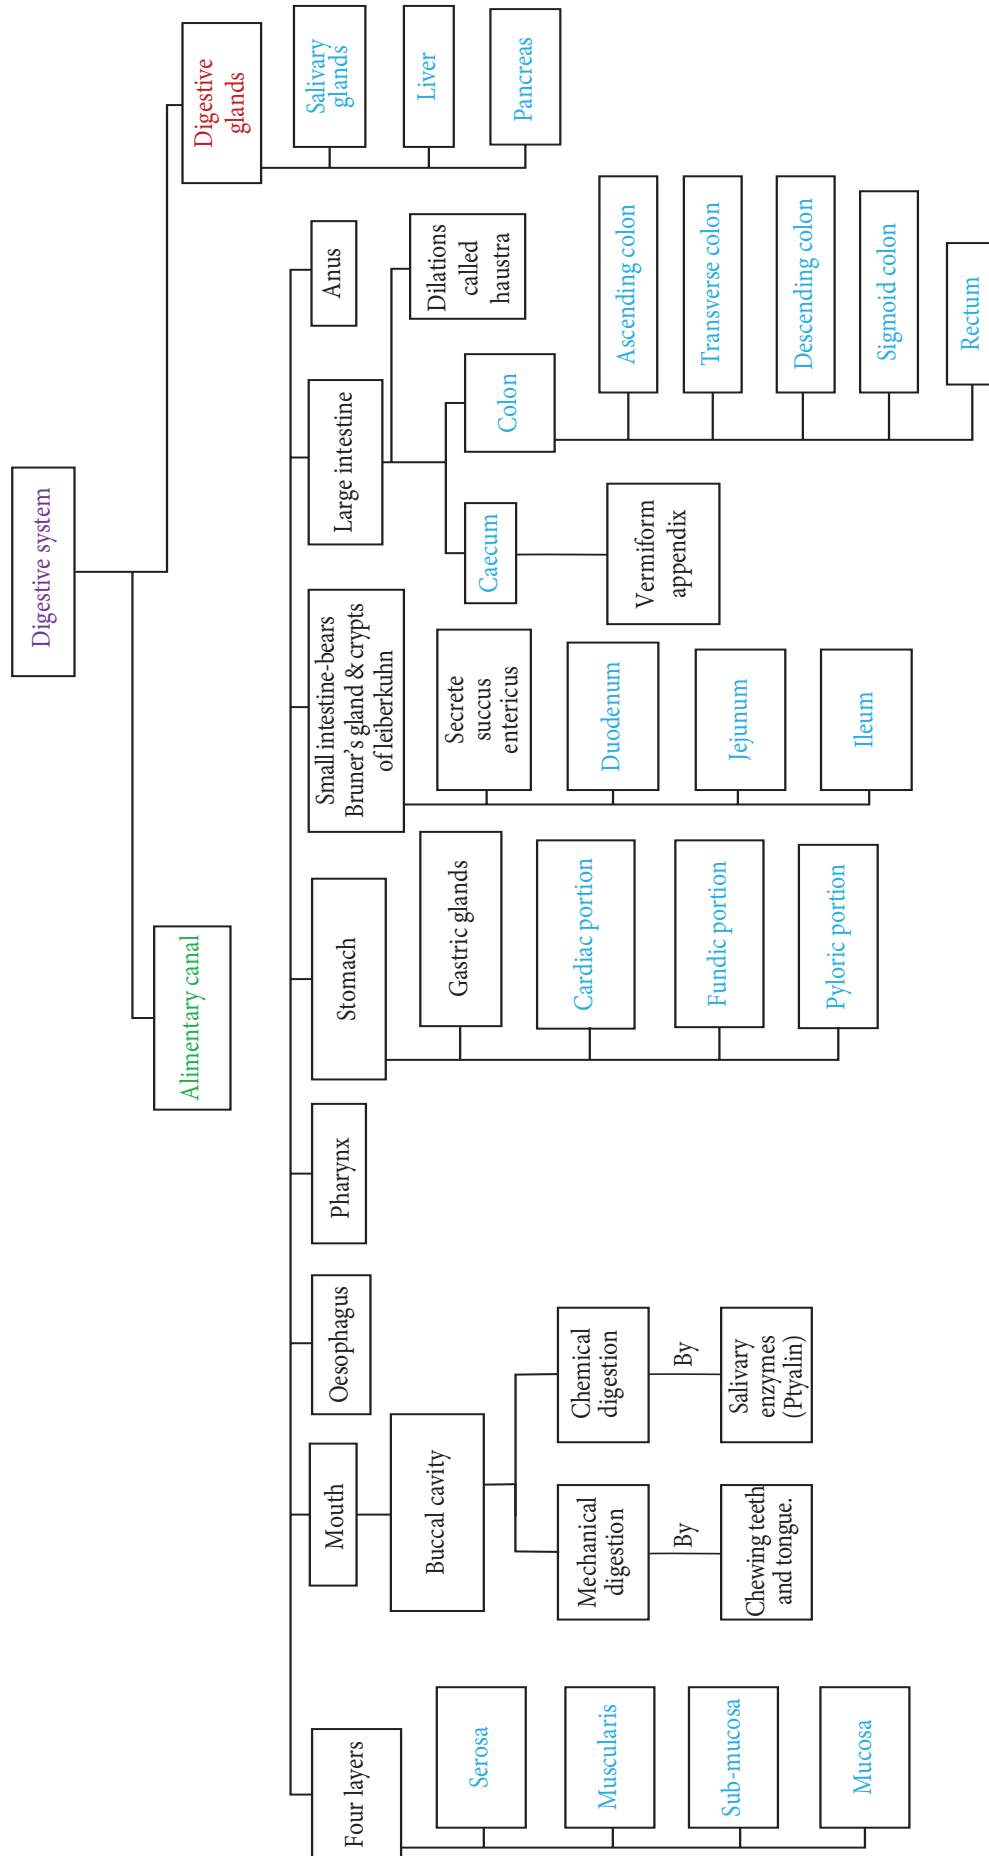 Digestive system
Alimentary canal
Digestive
glands
Four layers
Serosa
Muscularis
Sub-mucosa
Mucosa
Mouth
Buccal cavity
Mechanical
digestion
By
Chewing teeth
and tongue.
Chemical
digestion
By
Salivary
enzymes
(Ptyalin)
Oesophagus
Pharynx
Stomach
Gastric glands
Cardiac portion
Fundic portion
Pyloric portion
Small intestine-bears
Bruner's gland & crypts
of leiberkuhn
Secrete
succus
entericus
Duodenum
Jejunum
Ileum
Large intestine
Caecum
Vermiform
appendix
Colon
Ascending colon
Transverse colon
Descending colon
Sigmoid colon
Rectum
Dilations
called
haustra
Anus
Salivary
glands
Liver
Pancreas